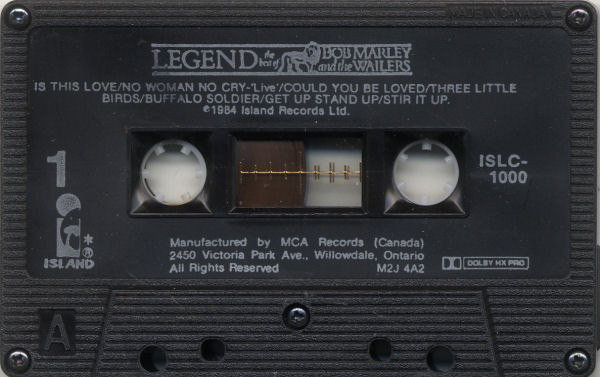 MADE IN CANADA
LEGEND the best of BOB MARLEY and the WAILERS
IS THIS LOVE/NO WOMAN NO CRY-'Live'/COULD YOU BE LOVED/THREE LITTLE
BIRDS/BUFFALO SOLDIER/GET UP STAND UP/STIR IT UP.
℗©1984 Island Records Ltd.
1
ISLC-
1000
ISLAND*®
Manufactured by MCA Records (Canada)
2450 Victoria Park Ave., Willowdale, Ontario
All Rights Reserved M2J 4A2
DOLBY HX PRO
A